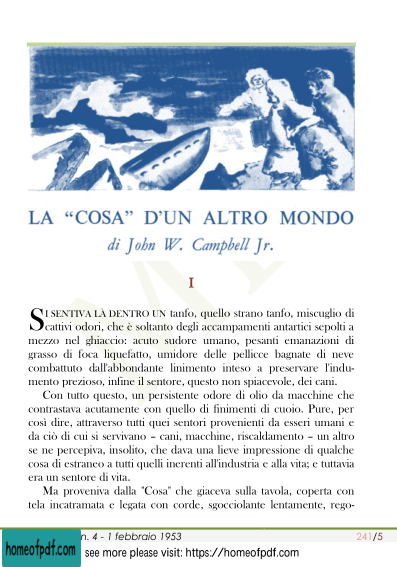 LA “COSA” D’UN ALTRO MONDO
di John W. Campbell Jr.
I
SI SENTIVA LÀ DENTRO UN tanfo, quello strano tanfo, miscuglio di
cattivi odori, che è soltanto degli accampamenti antartici sepolti a
mezzo nel ghiaccio: acuto sudore umano, pesanti emanazioni di
grasso di foca liquefatto, umidore delle pellicce bagnate di neve
combattuto dall'abbondante linimento inteso a preservare l'indu-
mento prezioso, infine il sentore, questo non spiacevole, dei cani.
Con tutto questo, un persistente odore di olio da macchine che
contrastava acutamente con quello di finimenti di cuoio. Pure, per
così dire, attraverso tutti quei sentori provenienti da esseri umani e
da ciò di cui si servivano – cani, macchine, riscaldamento – un altro
se ne percepiva, insolito, che dava una lieve impressione di qualche
cosa di estraneo a tutti quelli inerenti all'industria e alla vita; e tuttavia
era un sentore di vita.
Ma proveniva dalla "Cosa" che giaceva sulla tavola, coperta con
tela incatramata e legata con corde, sgocciolante lentamente, rego-
n. 4 - 1 febbraio 1953
241/5
homeofpdf.com
see more please visit: https://homeofpdf.com